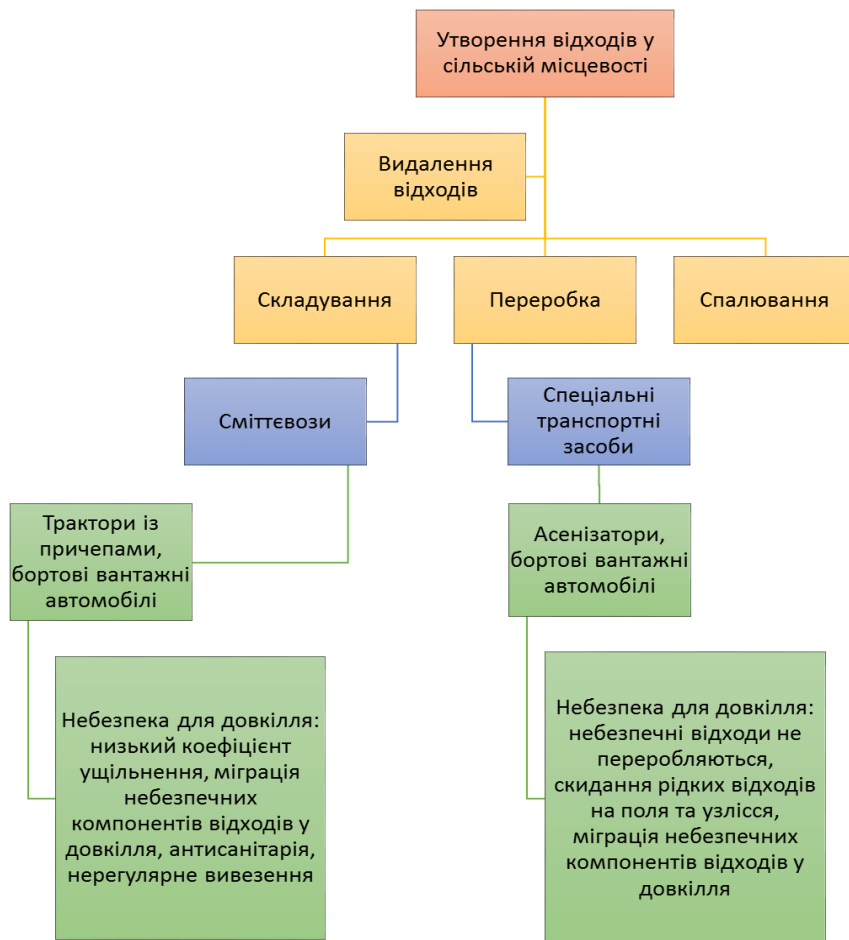 Утворення відходів у
сільській місцевості
Видалення
відходів
Складування
Переробка
Спалювання
Сміттєвози
Спеціальні
транспортні
засоби
Трактори із
причепами,
бортові вантажні
автомобілі
Асенізатори,
бортові вантажні
автомобілі
Небезпека для довкілля:
низький коефіцієнт
ущільнення, міграція
небезпечних
компонентів відходів у
довкілля, антисанітарія,
нерегулярне вивезення
Небезпека для довкілля:
небезпечні відходи не
переробляються,
скидання рідких відходів
на поля та узлісся,
міграція небезпечних
компонентів відходів у
довкілля